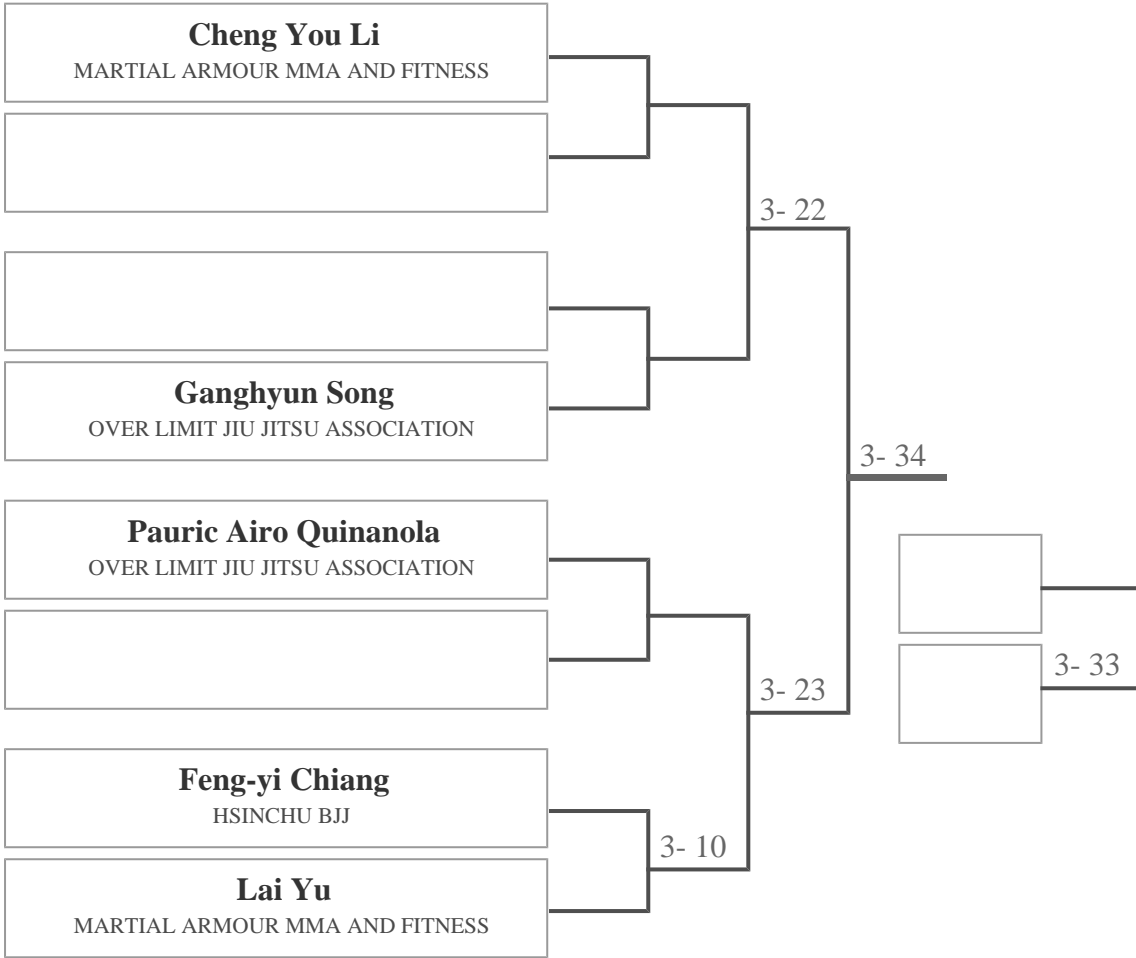 Cheng You Li
MARTIAL ARMOUR MMA AND FITNESS
3- 22
Ganghyun Song
OVER LIMIT JIU JITSU ASSOCIATION
3- 34
Pauric Airo Quinanola
OVER LIMIT JIU JITSU ASSOCIATION
3- 33
3- 23
Feng-yi Chiang
HSINCHU BJJ
3- 10
Lai Yu
MARTIAL ARMOUR MMA AND FITNESS